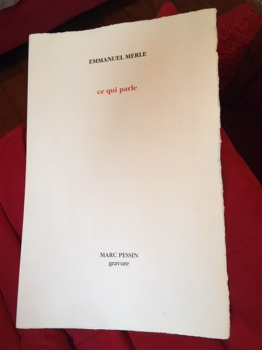 EMMANUEL MERLE
ce qui parle
MARC PESSIN
gravure